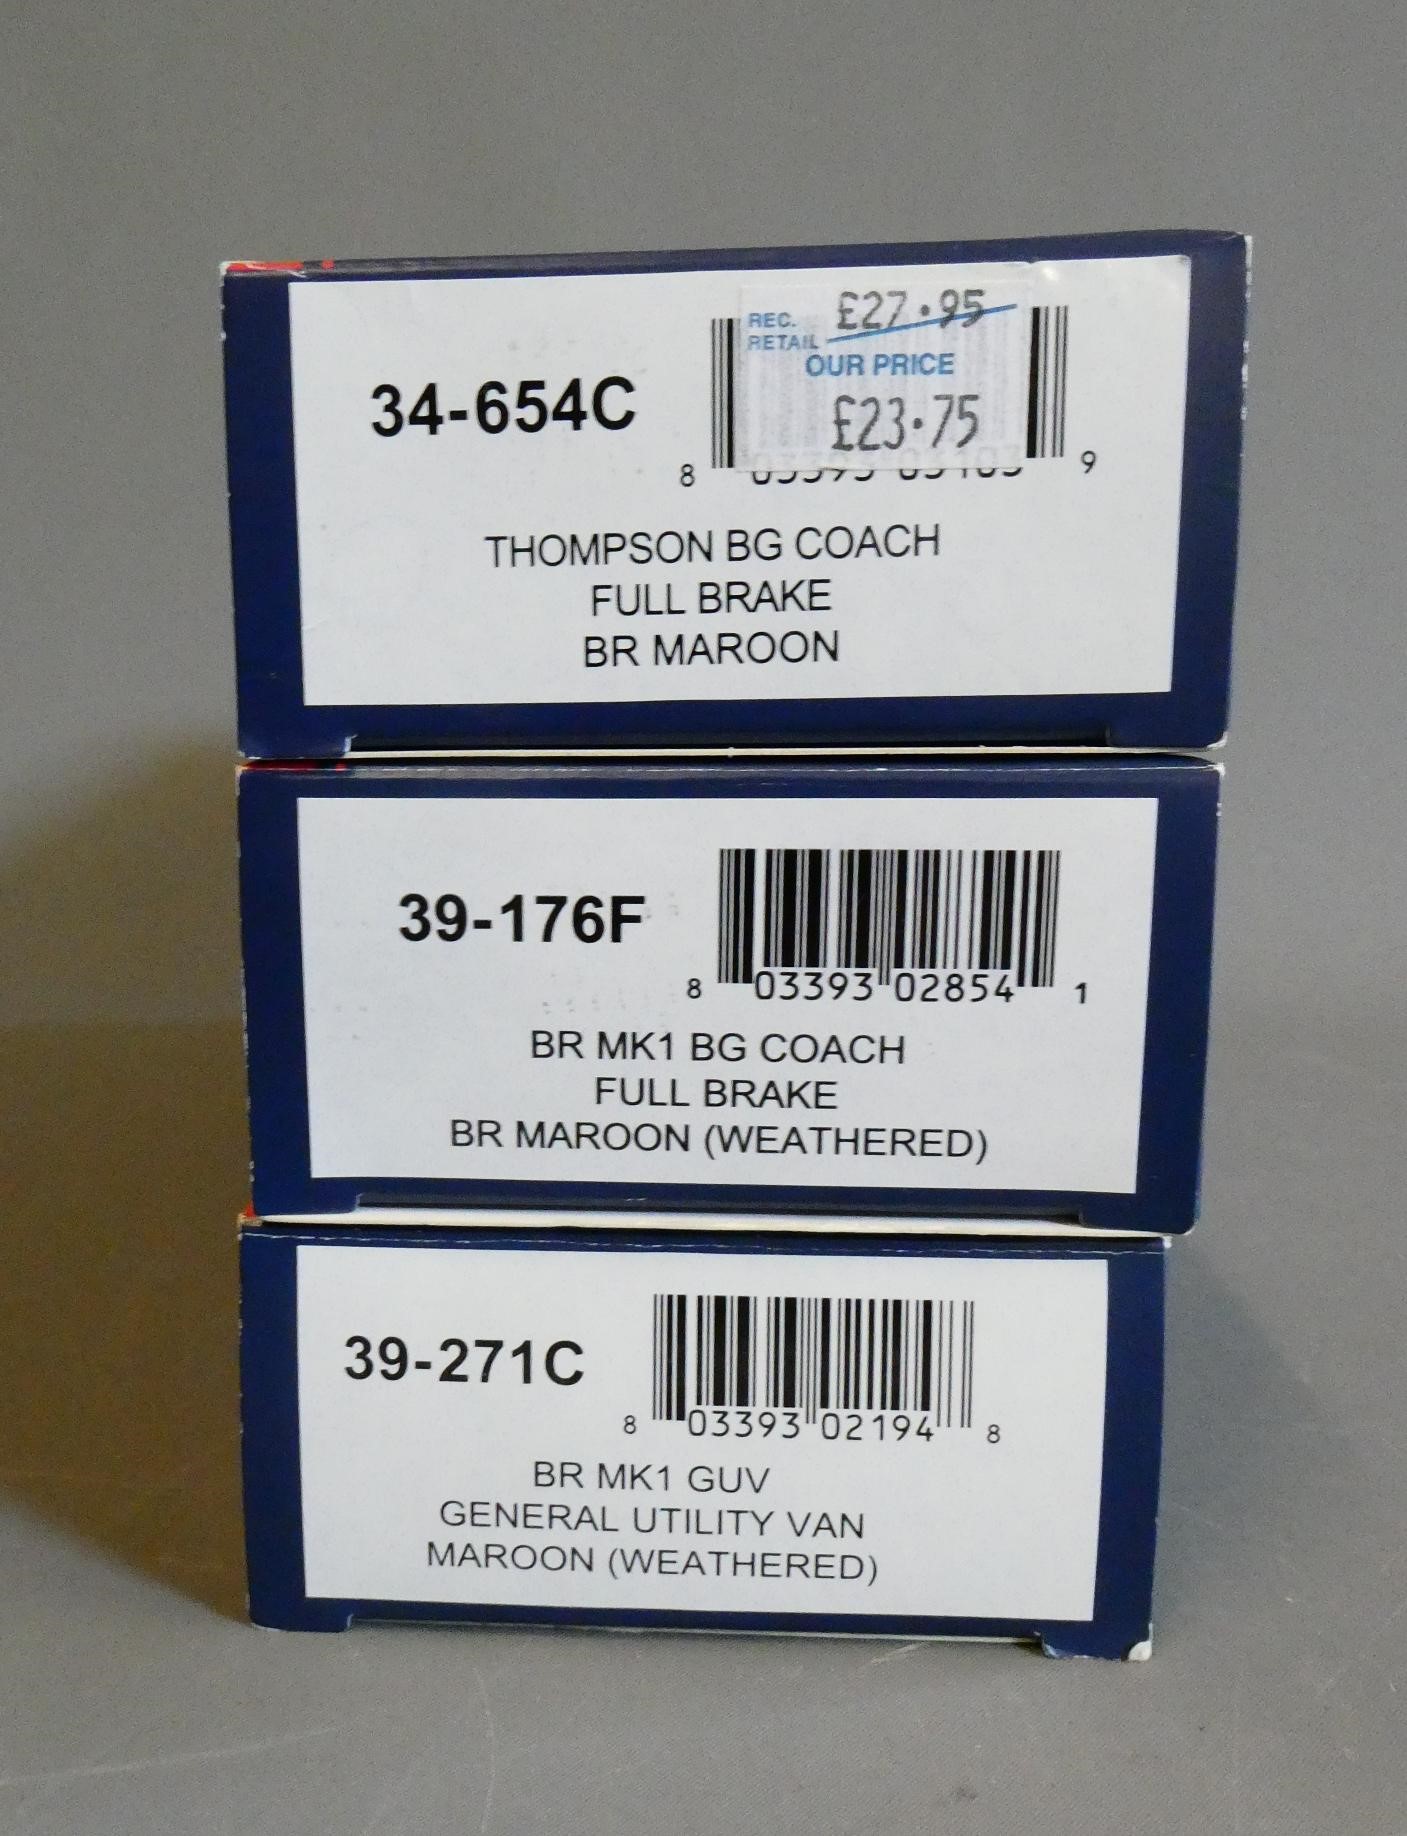 34-654C
REC. £27.95
RETAIL
OUR PRICE
£23.75
8 9
THOMPSON BG COACH
FULL BRAKE
BR MAROON
39-176F
8 03393 02854 1
BR MK1 BG COACH
FULL BRAKE
BR MAROON (WEATHERED)
39-271C
8 03393 02194 8
BR MK1 GUV
GENERAL UTILITY VAN
MAROON (WEATHERED)